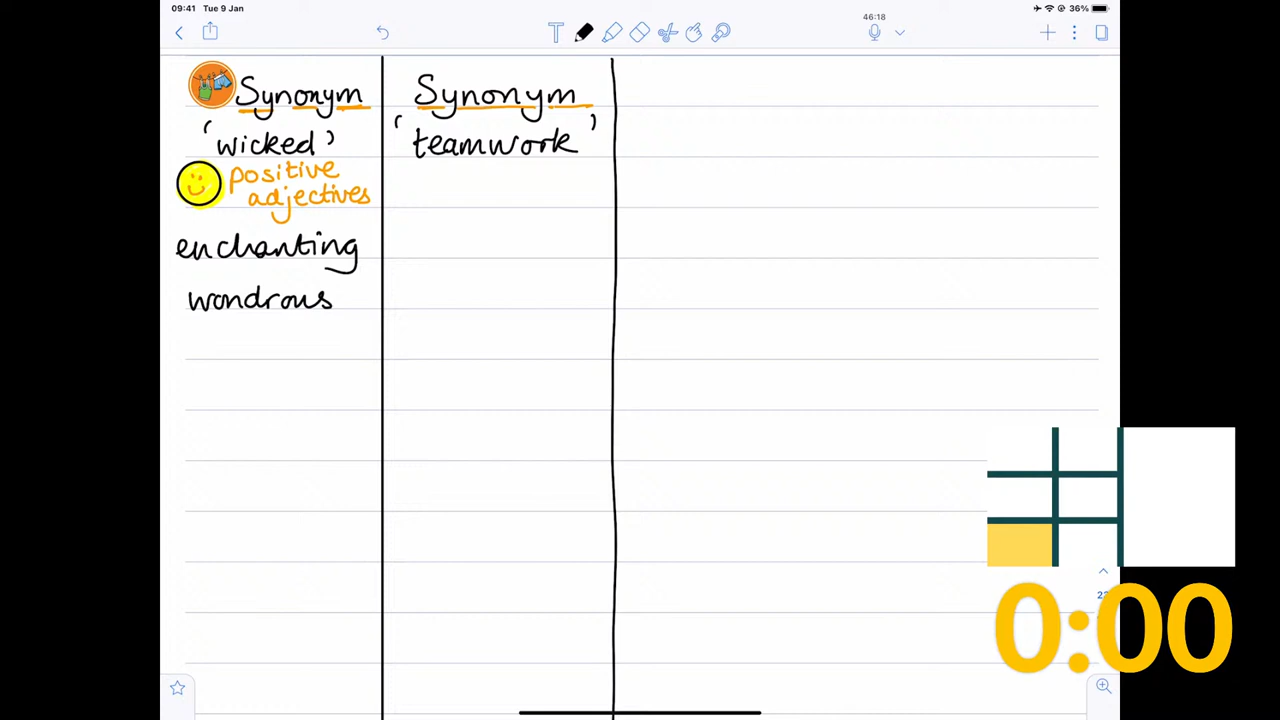 09:41 Tue 9 Jan
36%
46:18
T
Synonym
'wicked'
positive
adjectives
enchanting
wondrous
Synonym
'teamwork'
0:00